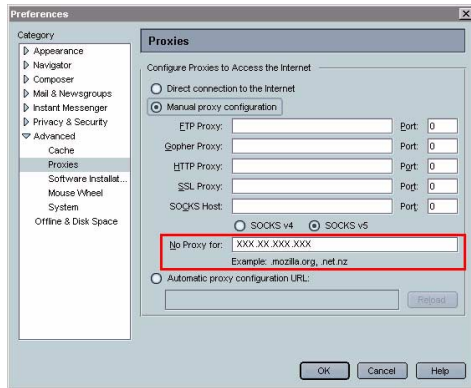 Preferences
Category
Appearance
Navigator
Composer
Mail & Newsgroups
Instant Messenger
Privacy & Security
Advanced
Cache
Proxies
Software Installat...
Mouse Wheel
System
Offline & Disk Space
Proxies
Configure Proxies to Access the Internet
Direct connection to the Internet
Manual proxy configuration
FTP Proxy: Port: 0
Gopher Proxy: Port: 0
HTTP Proxy: Port: 0
SSL Proxy: Port: 0
SOCKS Host: Port: 0
SOCKS v4 SOCKS v5
No Proxy for: XXX.XX.XXX.XXX
Example: .mozilla.org, .net.nz
Automatic proxy configuration URL:
Reload
OK Cancel Help